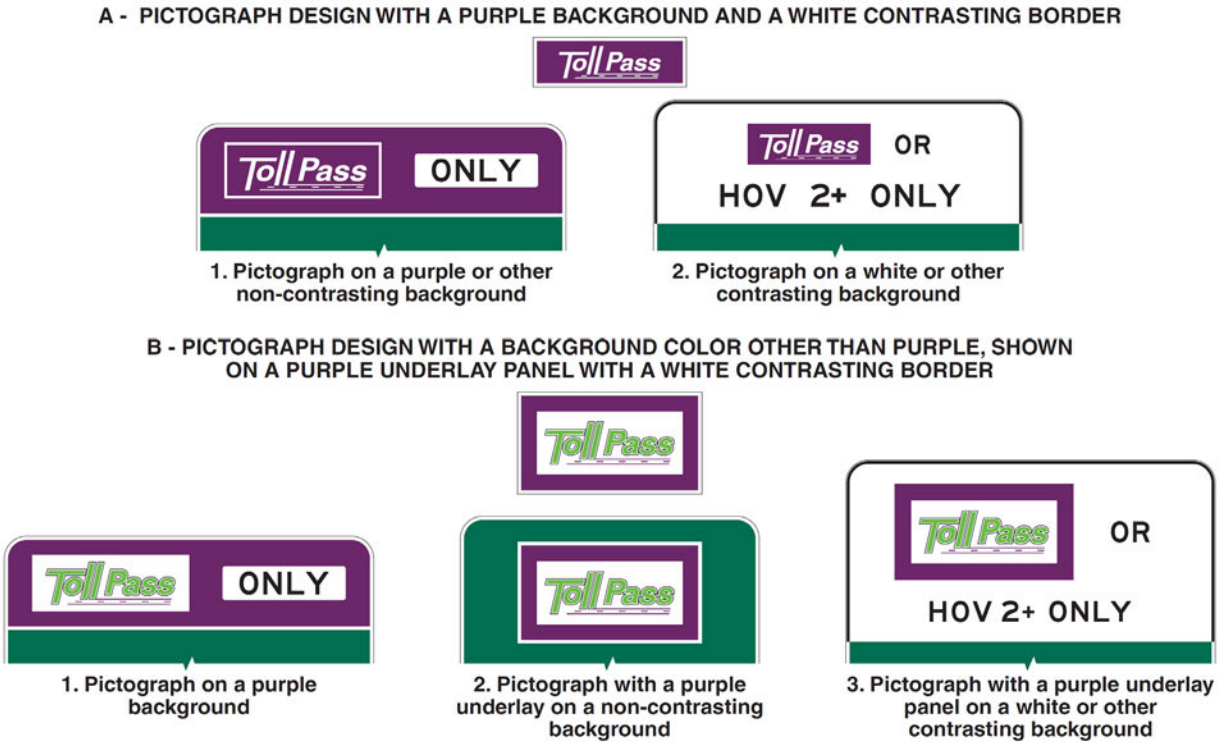 A - PICTOGRAPH DESIGN WITH A PURPLE BACKGROUND AND A WHITE CONTRASTING BORDER
Toll Pass
Toll Pass ONLY
1. Pictograph on a purple or other
non-contrasting background
Toll Pass OR
HOV 2+ ONLY
2. Pictograph on a white or other
contrasting background
B - PICTOGRAPH DESIGN WITH A BACKGROUND COLOR OTHER THAN PURPLE, SHOWN
ON A PURPLE UNDERLAY PANEL WITH A WHITE CONTRASTING BORDER
Toll Pass
Toll Pass ONLY
1. Pictograph on a purple
background
Toll Pass
2. Pictograph with a purple
underlay on a non-contrasting
background
Toll Pass OR
HOV 2+ ONLY
3. Pictograph with a purple underlay
panel on a white or other
contrasting background